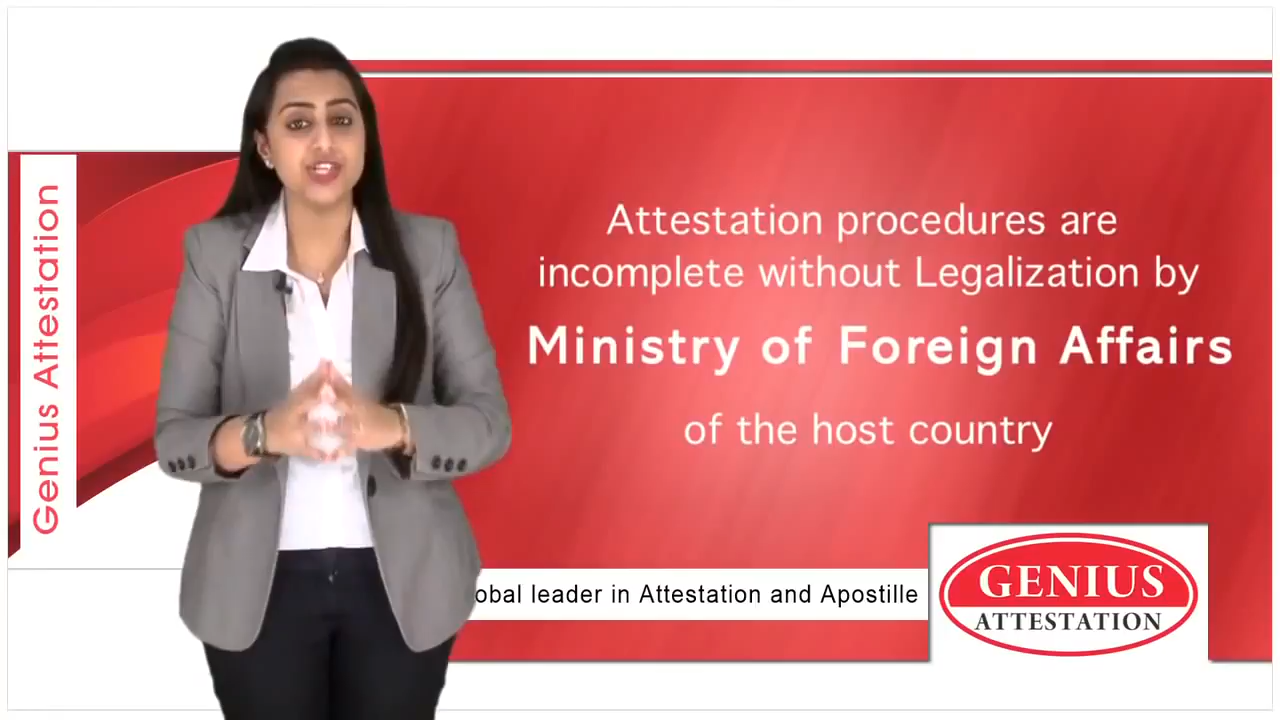 Genius Attestation
Attestation procedures are
incomplete without Legalization by
Ministry of Foreign Affairs
of the host country
leader in Attestation and Apostille
GENIUS
ATTESTATION